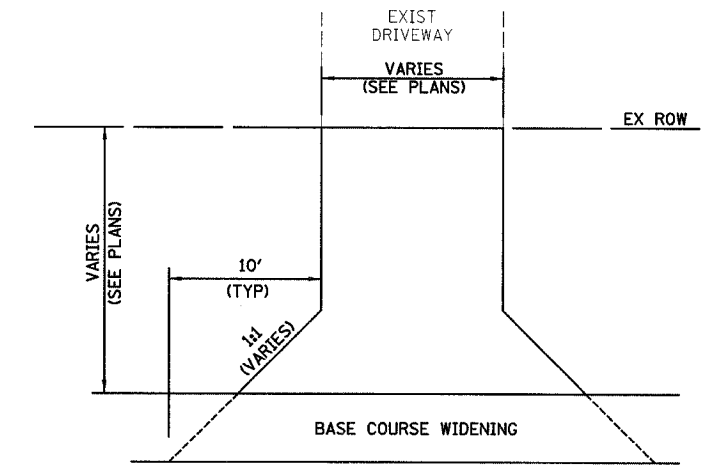 EXIST
DRIVEWAY
VARIES
(SEE PLANS)
EX ROW
VARIES
(SEE PLANS)
10'
(TYP)
1:1
(VARIES)
BASE COURSE WIDENING